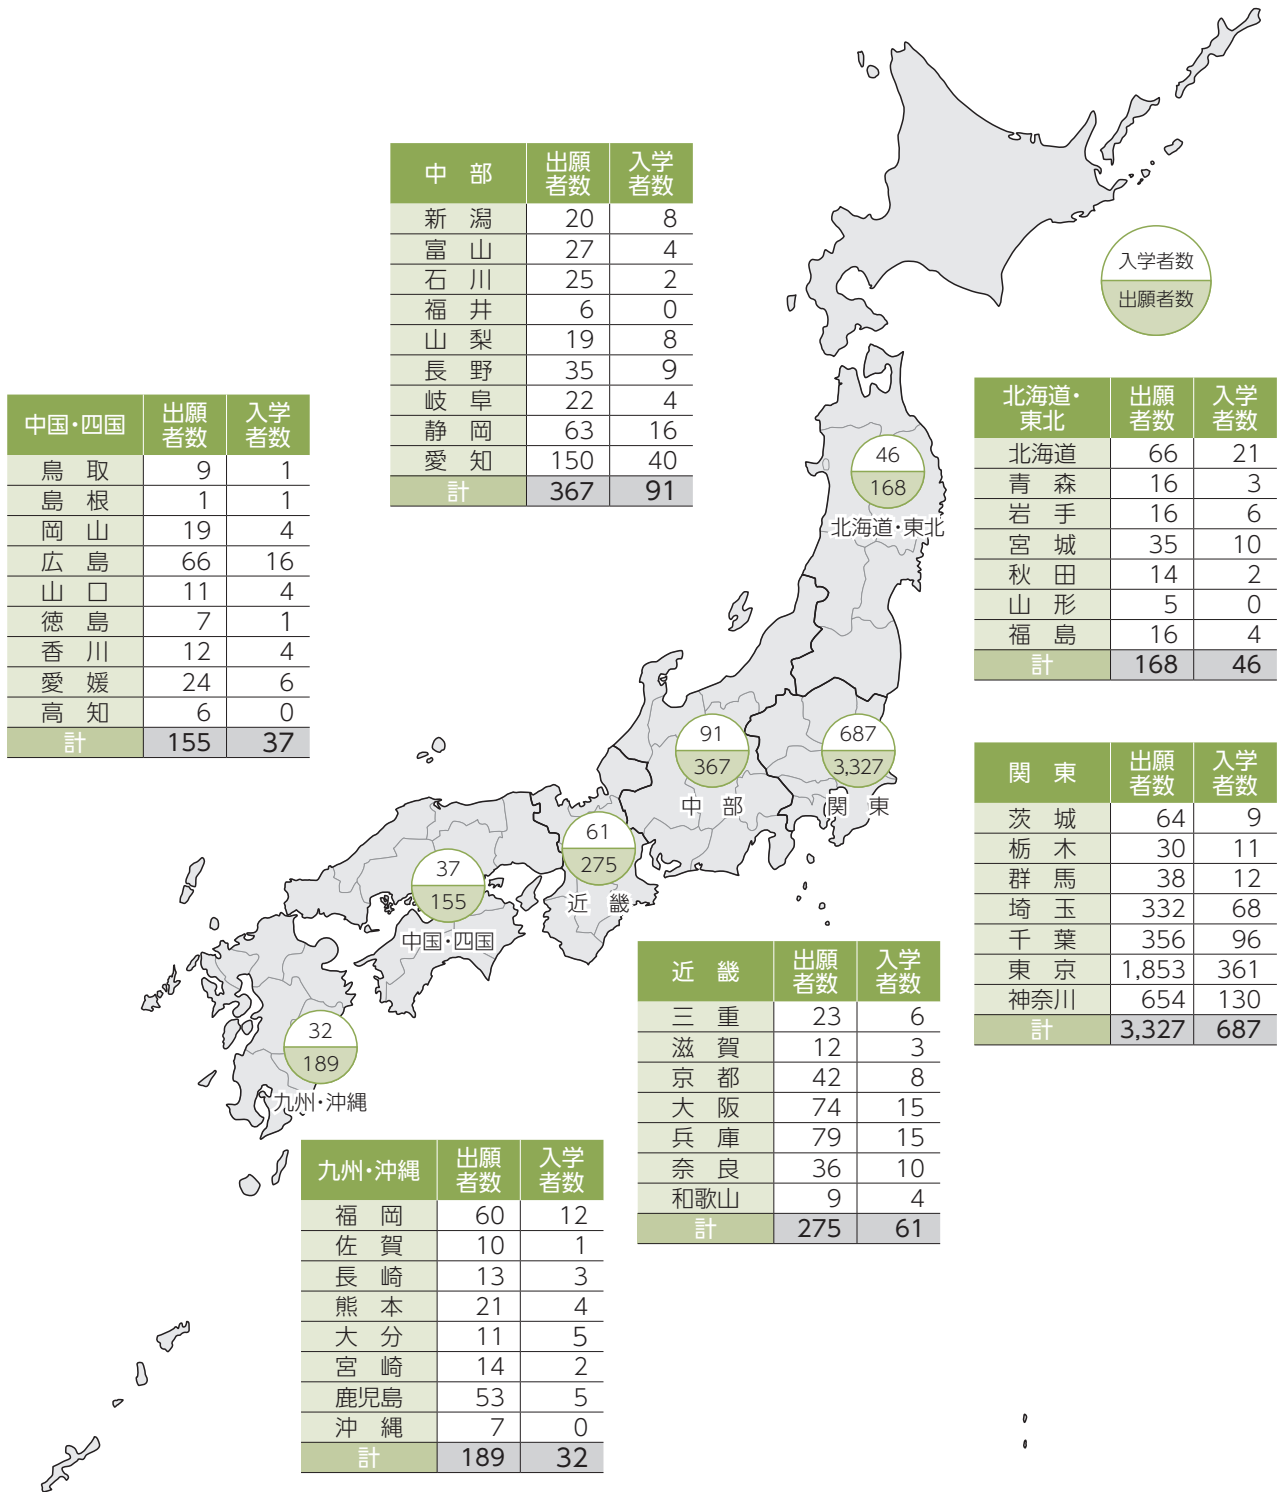 中部 出願者数 入学者数
新潟 20 8
富山 27 4
石川 25 2
福井 6 0
山梨 19 8
長野 35 9
岐阜 22 4
静岡 63 16
愛知 150 40
計 367 91
入学者数
出願者数
中国・四国 出願者数 入学者数
鳥取 9 1
島根 1 1
岡山 19 4
広島 66 16
山口 11 4
徳島 7 1
香川 12 4
愛媛 24 6
高知 6 0
計 155 37
北海道・東北 出願者数 入学者数
北海道 66 21
青森 16 3
岩手 16 6
宮城 35 10
秋田 14 2
山形 5 0
福島 16 4
計 168 46
46
168
北海道・東北
91
367
中部
687
3,327
関東
61
275
近畿
37
155
中国・四国
32
189
九州・沖縄
関東 出願者数 入学者数
茨城 64 9
栃木 30 11
群馬 38 12
埼玉 332 68
千葉 356 96
東京 1,853 361
神奈川 654 130
計 3,327 687
近畿 出願者数 入学者数
三重 23 6
滋賀 12 3
京都 42 8
大阪 74 15
兵庫 79 15
奈良 36 10
和歌山 9 4
計 275 61
九州・沖縄 出願者数 入学者数
福岡 60 12
佐賀 10 1
長崎 13 3
熊本 21 4
大分 11 5
宮崎 14 2
鹿児島 53 5
沖縄 7 0
計 189 32